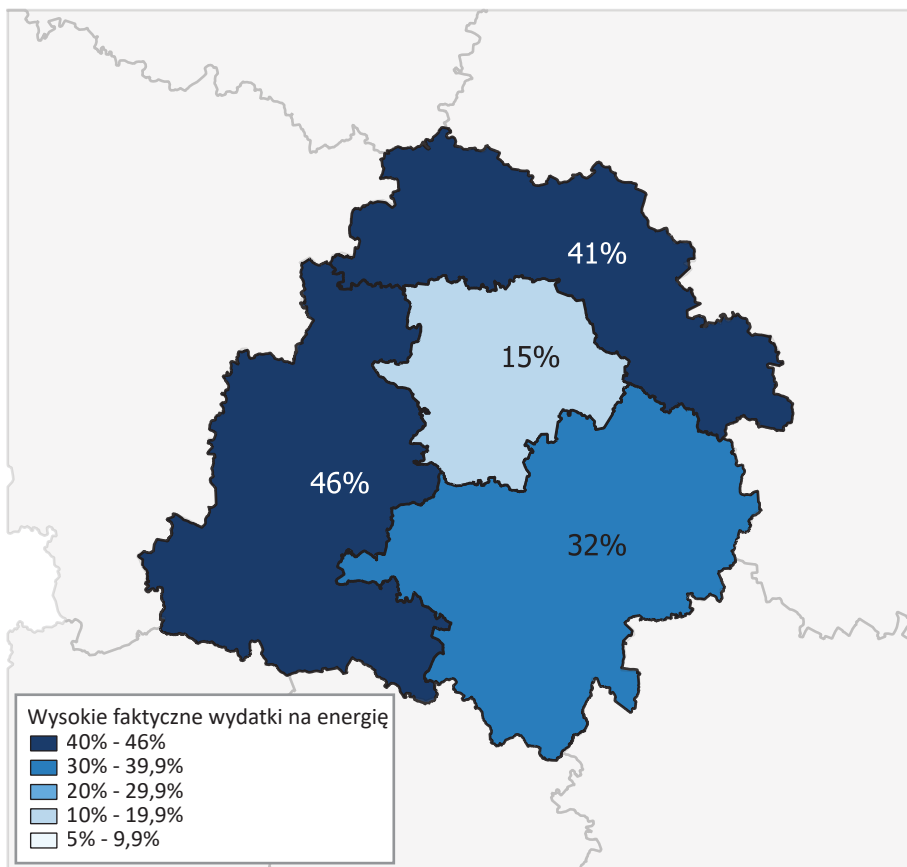 41%
15%
46%
32%
Wysokie faktyczne wydatki na energię
40% - 46%
30% - 39,9%
20% - 29,9%
10% - 19,9%
5% - 9,9%